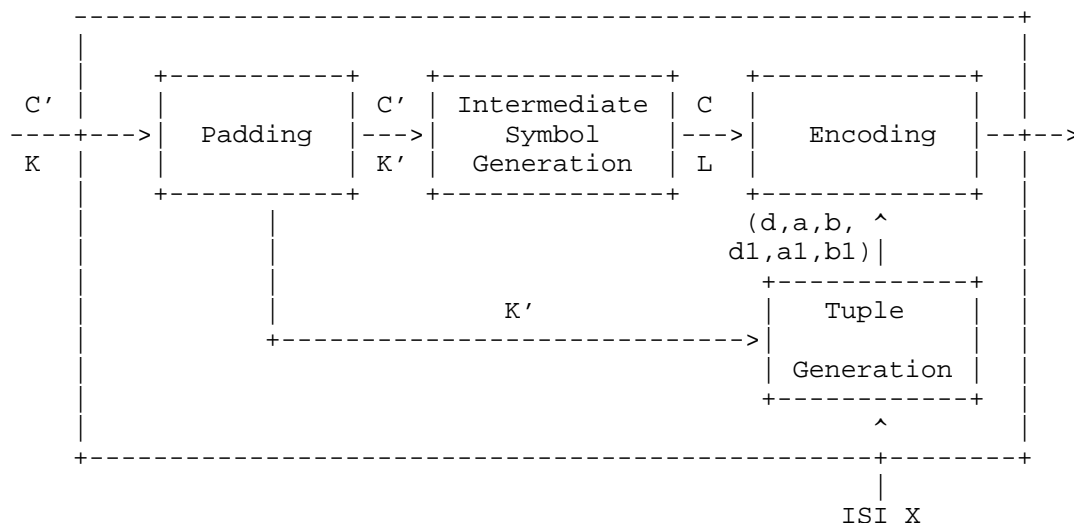 C' C' Intermediate C
Padding Symbol Encoding
K K' Generation L
(d,a,b,
d1,a1,b1)
K' Tuple
Generation
ISI X